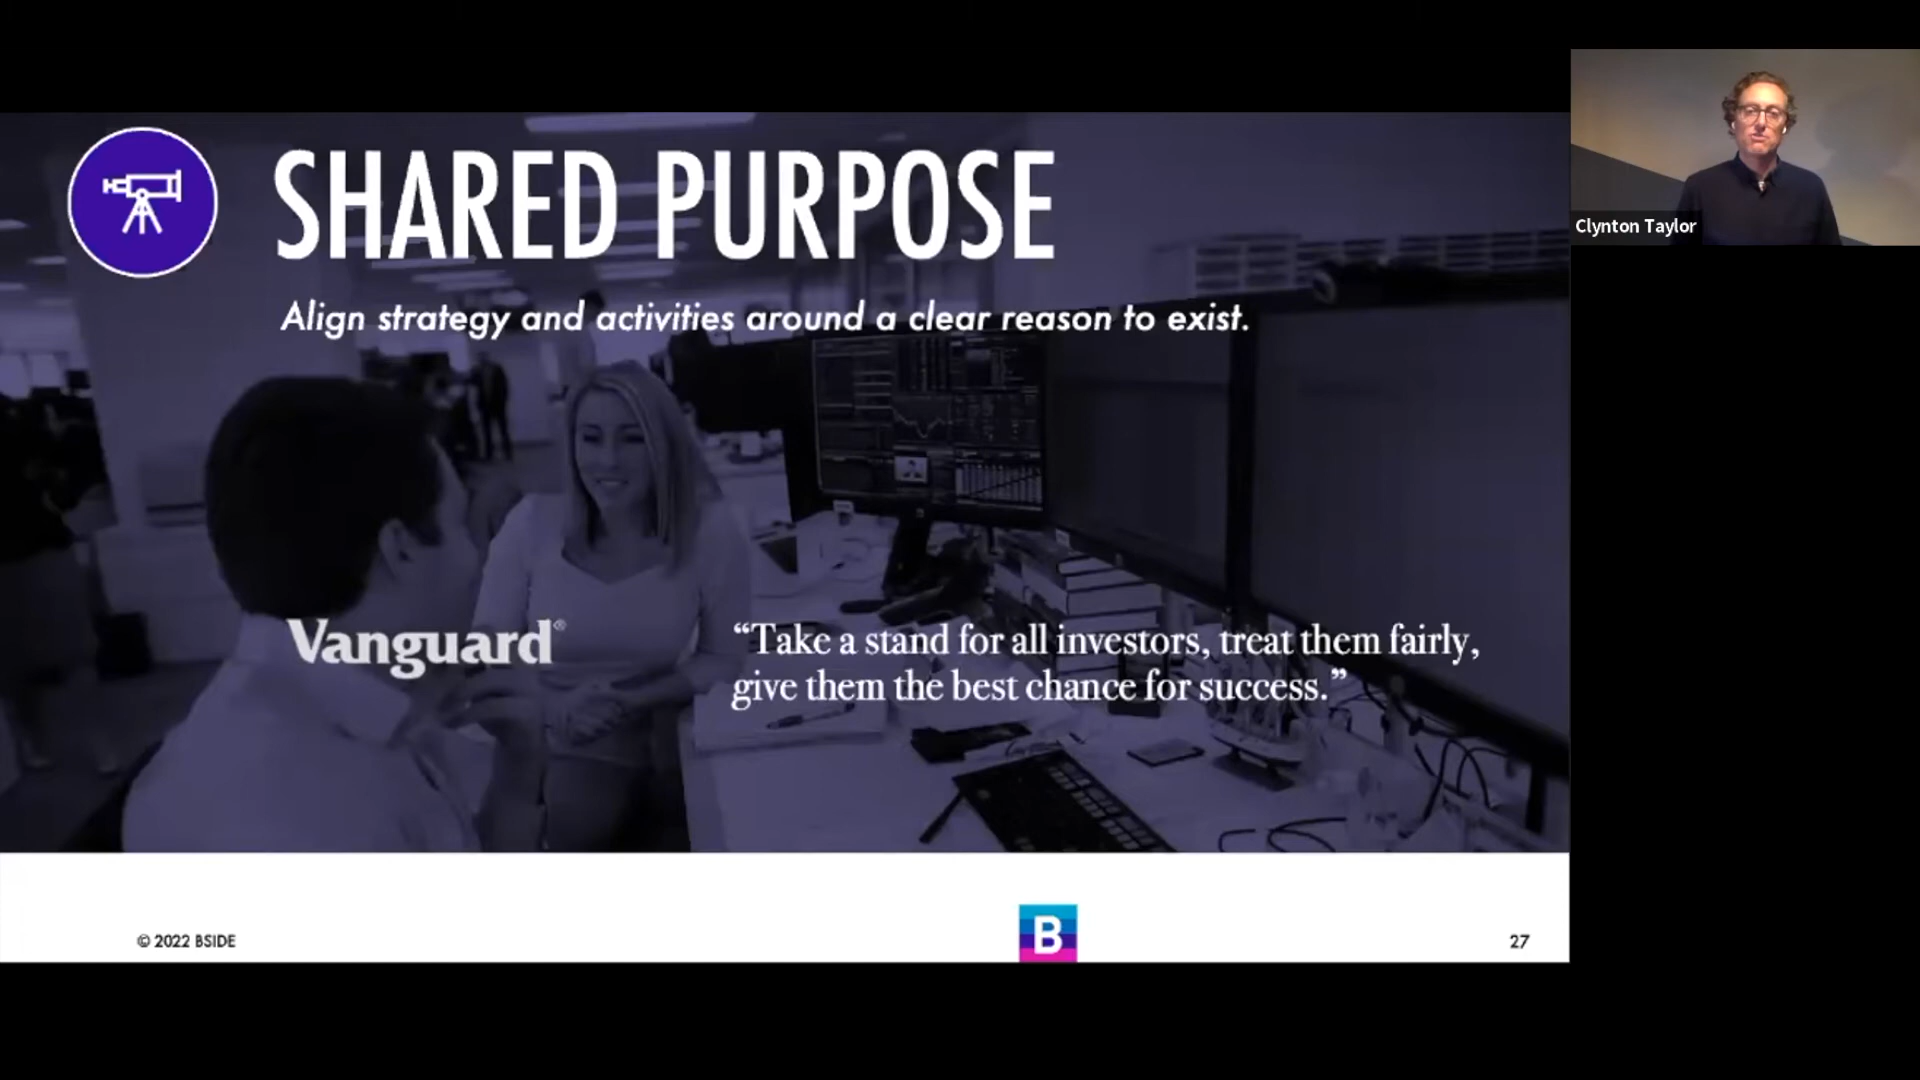 SHARED PURPOSE
Align strategy and activities around a clear reason to exist.
Clynton Taylor
Vanguard®
“Take a stand for all investors, treat them fairly,
give them the best chance for success.”
© 2022 BSIDE
B
27